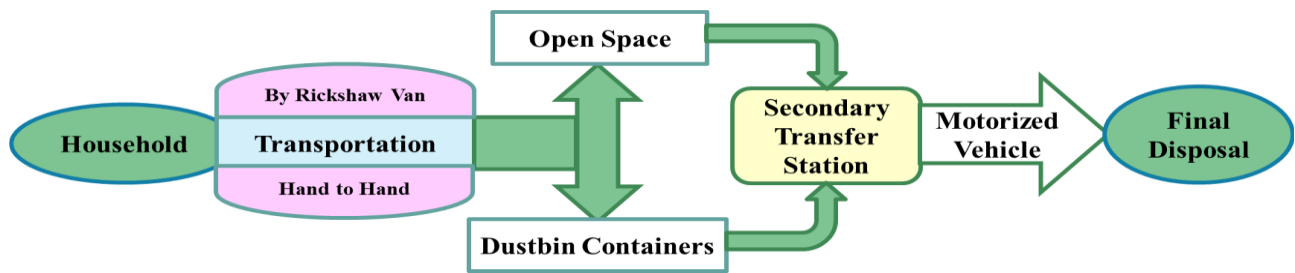 Household
By Rickshaw Van
Transportation
Hand to Hand
Open Space
Dustbin Containers
Secondary
Transfer
Station
Motorized
Vehicle
Final
Disposal